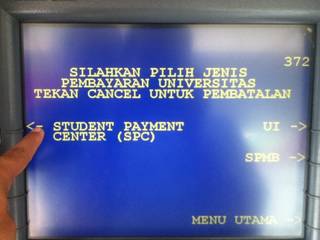 372
SILAHKAN PILIH JENIS
PEMBAYARAN UNIVERSITAS
TEKAN CANCEL UNTUK PEMBATALAN
<- STUDENT PAYMENT
CENTER (SPC)
UI ->
SPMB ->
MENU UTAMA ->